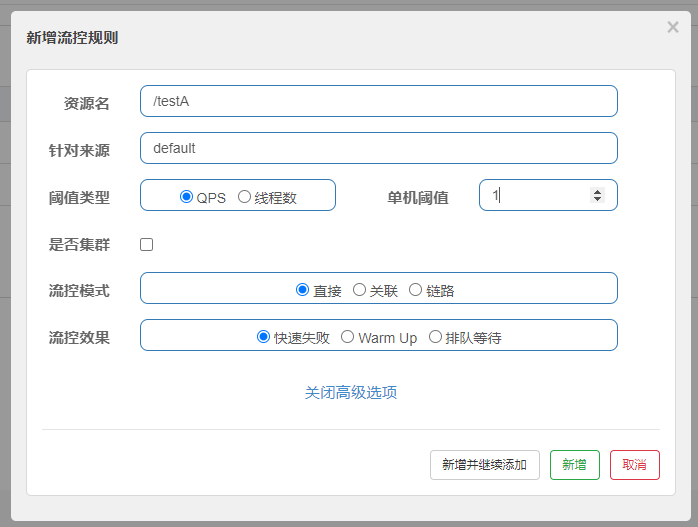 新增流控规则
×
资源名 /testA
针对来源 default
阈值类型 QPS 线程数 单机阈值 1
是否集群
流控模式 直接 关联 链路
流控效果 快速失败 Warm Up 排队等待
关闭高级选项
新增并继续添加 新增 取消